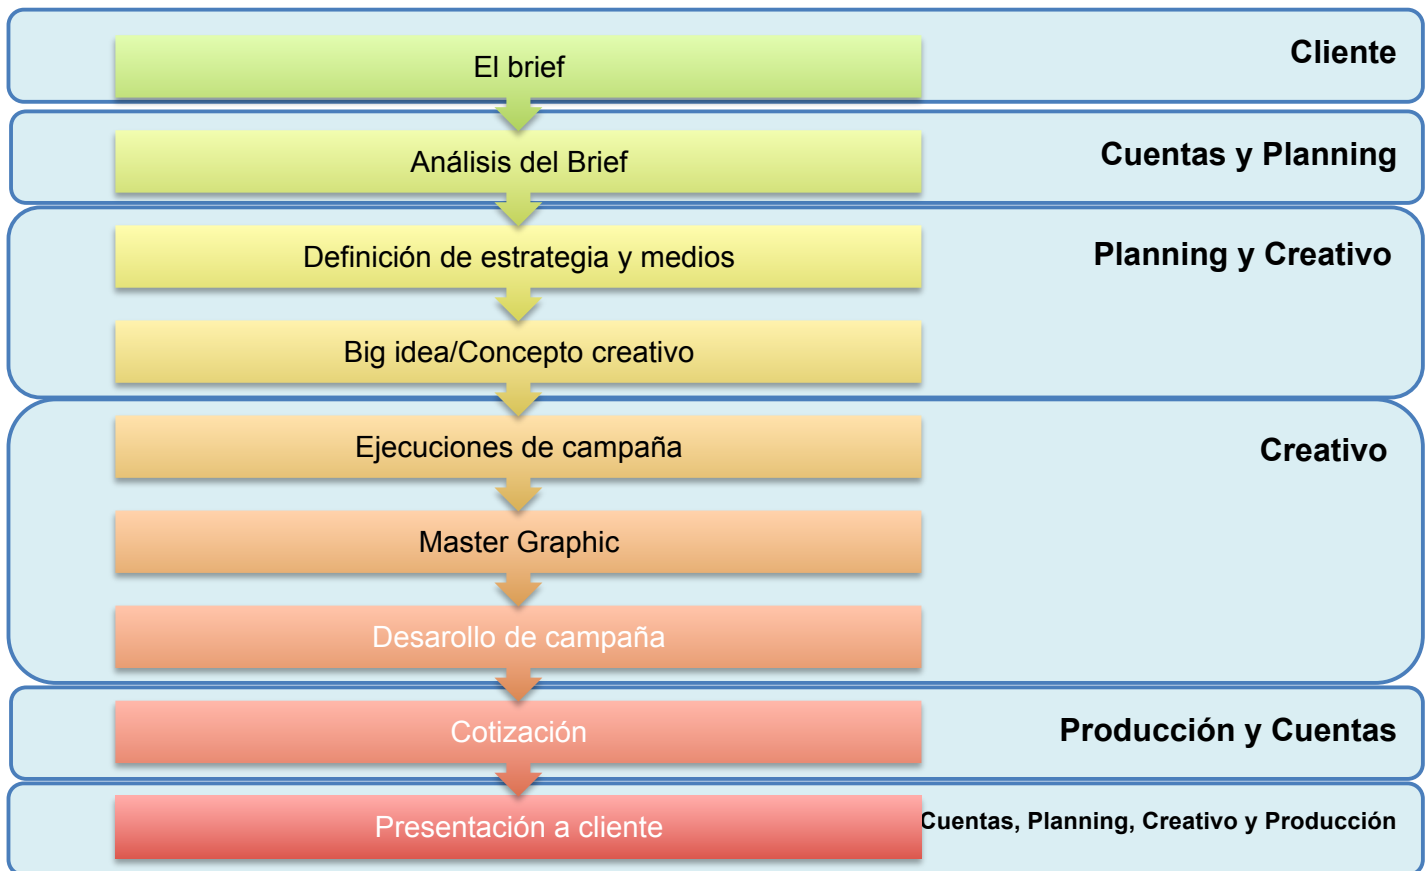 El brief
Cliente
Análisis del Brief
Cuentas y Planning
Definición de estrategia y medios
Planning y Creativo
Big idea/Concepto creativo
Ejecuciones de campaña
Creativo
Master Graphic
Desarollo de campaña
Cotización
Producción y Cuentas
Presentación a cliente
Cuentas, Planning, Creativo y Producción